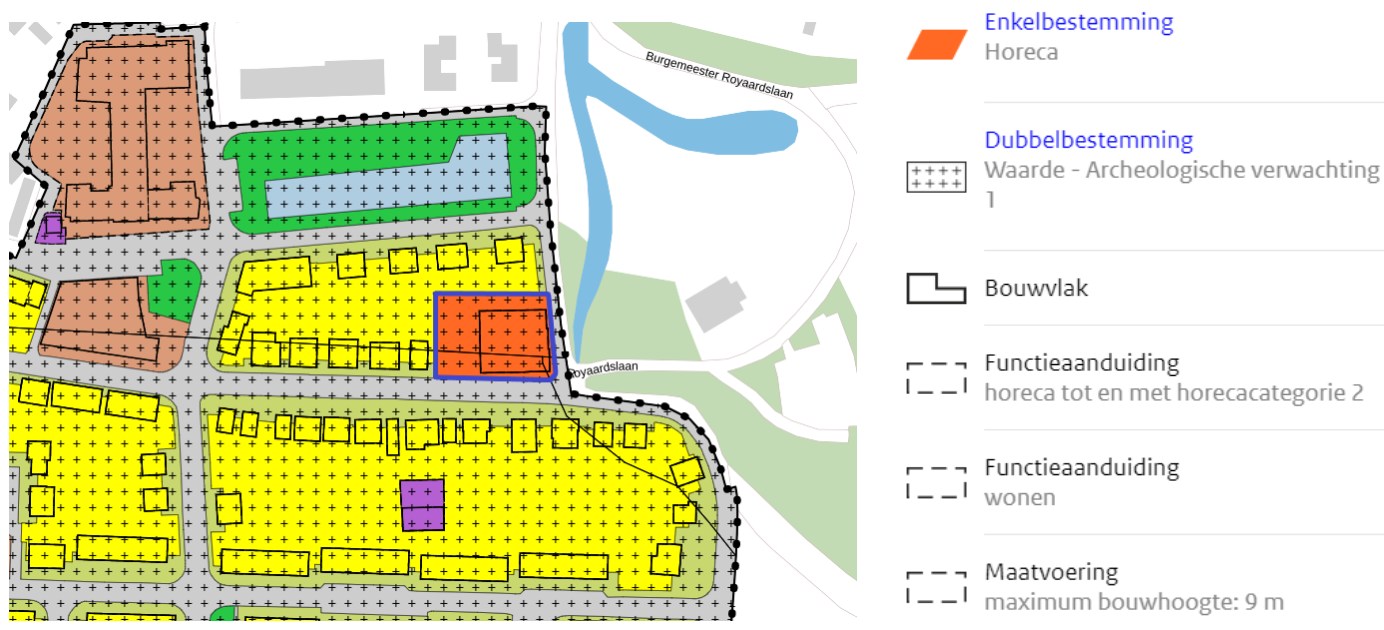 Burgemeester Royaardslaan
Royaardslaan
Enkelbestemming
Horeca
Dubbelbestemming
Waarde - Archeologische verwachting
1
Bouwvlak
Functieaanduiding
horeca tot en met horecacategorie 2
Functieaanduiding
wonen
Maatvoering
maximum bouwhoogte: 9 m